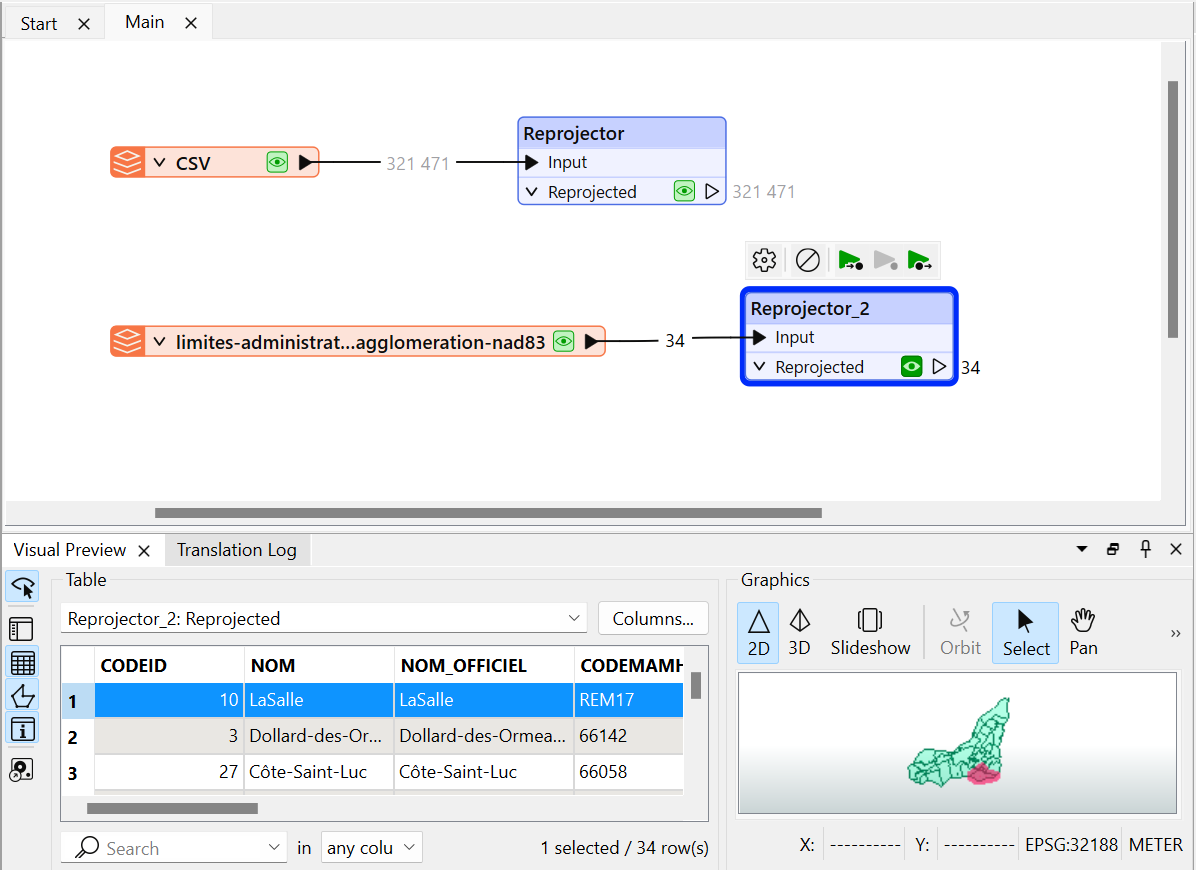 Start Main
CSV
321 471
Reprojector
Input
Reprojected
321 471
limites-administrat...agglomeration-nad83
34
Reprojector_2
Input
Reprojected
34
Visual Preview Translation Log
Table
Reprojector_2: Reprojected Columns...
CODEID NOM NOM_OFFICIEL CODEMAMH
1 10 LaSalle LaSalle REM17
2 3 Dollard-des-Or... Dollard-des-Ormea... 66142
3 27 Côte-Saint-Luc Côte-Saint-Luc 66058
Search in any colu 1 selected / 34 row(s)
Graphics
2D 3D Slideshow Orbit Select Pan »
X: ---------- Y: ---------- EPSG:32188 METER